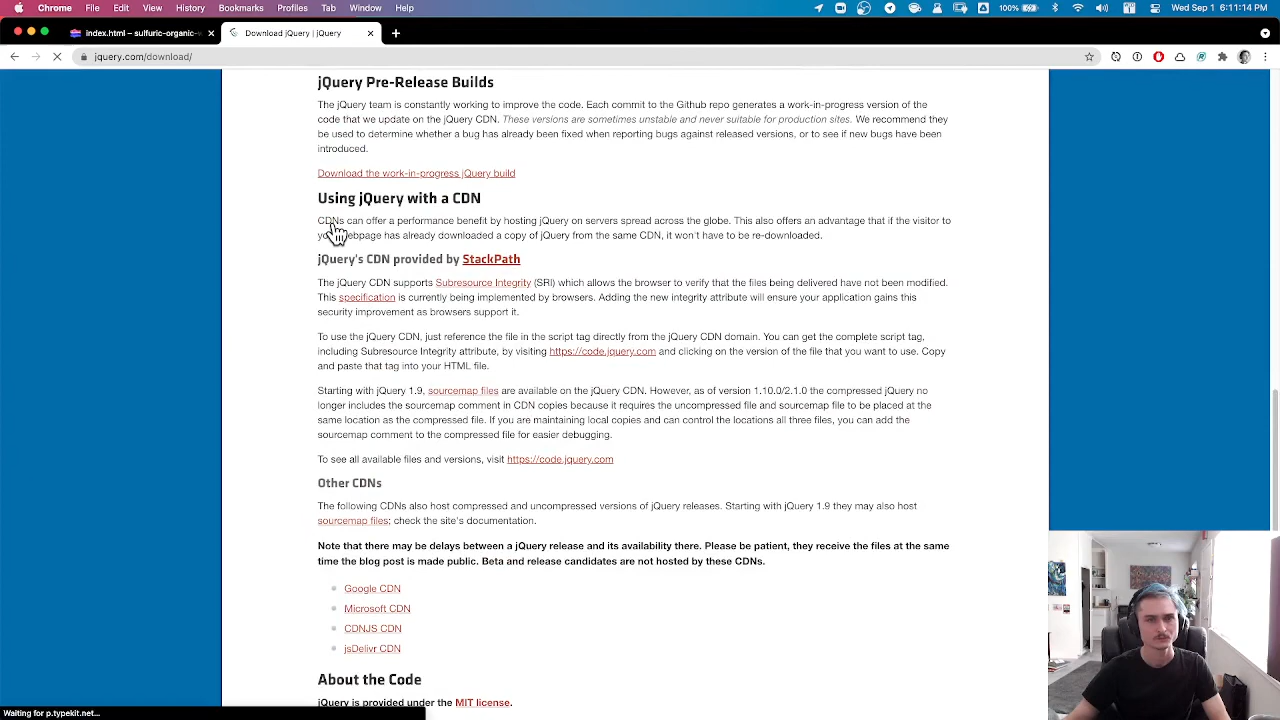 Chrome File Edit View History Bookmarks Profiles Tab Window Help 100% Wed Sep 1 6:11:14 PM
index.html – sulfuric-organic-w Download jQuery | jQuery
jquery.com/download/
jQuery Pre-Release Builds
The jQuery team is constantly working to improve the code. Each commit to the Github repo generates a work-in-progress version of the
code that we update on the jQuery CDN. These versions are sometimes unstable and never suitable for production sites. We recommend they
be used to determine whether a bug has already been fixed when reporting bugs against released versions, or to see if new bugs have been
introduced.
Download the work-in-progress jQuery build
Using jQuery with a CDN
CDNs can offer a performance benefit by hosting jQuery on servers spread across the globe. This also offers an advantage that if the visitor to
webpage has already downloaded a copy of jQuery from the same CDN, it won't have to be re-downloaded.
jQuery's CDN provided by StackPath
The jQuery CDN supports Subresource Integrity (SRI) which allows the browser to verify that the files being delivered have not been modified.
This specification is currently being implemented by browsers. Adding the new integrity attribute will ensure your application gains this
security improvement as browsers support it.
To use the jQuery CDN, just reference the file in the script tag directly from the jQuery CDN domain. You can get the complete script tag,
including Subresource Integrity attribute, by visiting https://code.jquery.com and clicking on the version of the file that you want to use. Copy
and paste that tag into your HTML file.
Starting with jQuery 1.9, sourcemap files are available on the jQuery CDN. However, as of version 1.10.0/2.1.0 the compressed jQuery no
longer includes the sourcemap comment in CDN copies because it requires the uncompressed file and sourcemap file to be placed at the
same location as the compressed file. If you are maintaining local copies and can control the locations all three files, you can add the
sourcemap comment to the compressed file for easier debugging.
To see all available files and versions, visit https://code.jquery.com
Other CDNs
The following CDNs also host compressed and uncompressed versions of jQuery releases. Starting with jQuery 1.9 they may also host
sourcemap files; check the site's documentation.
Note that there may be delays between a jQuery release and its availability there. Please be patient, they receive the files at the same
time the blog post is made public. Beta and release candidates are not hosted by these CDNs.
Google CDN
Microsoft CDN
CDNJS CDN
jsDelivr CDN
About the Code
jQuery is provided under the MIT license.
Waiting for p.typekit.net...